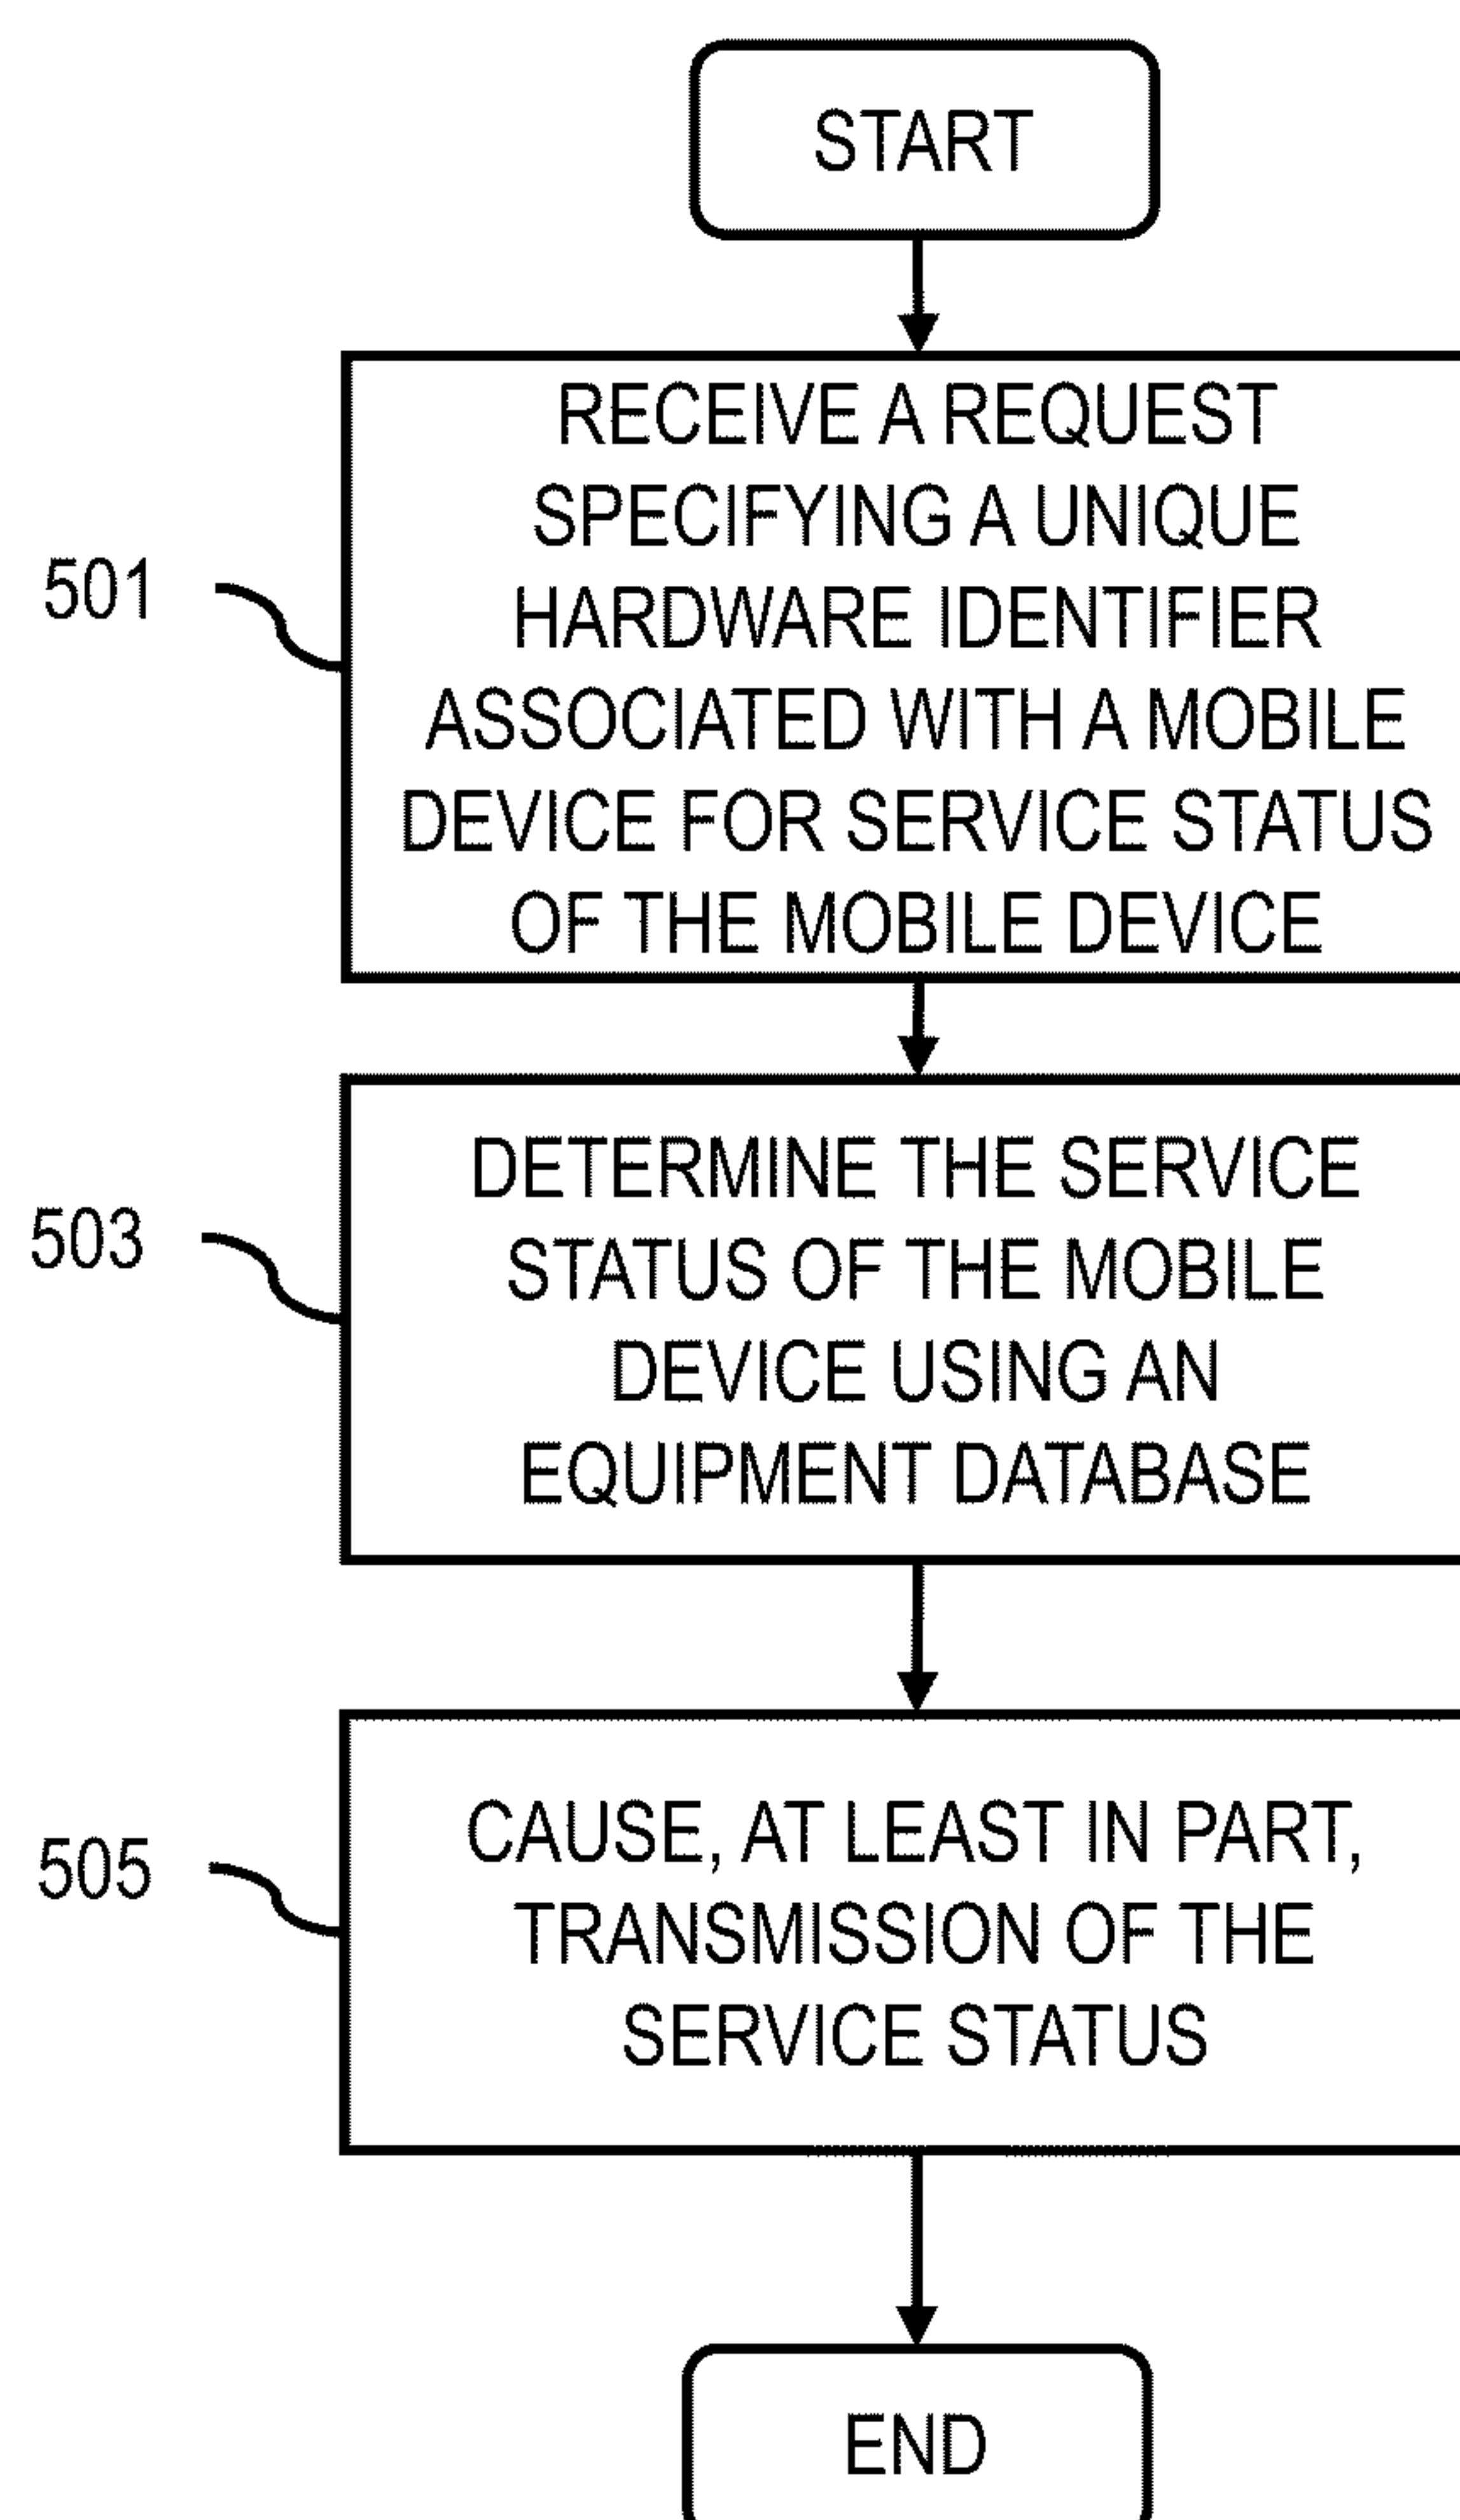 START
RECEIVE A REQUEST
SPECIFYING A UNIQUE
HARDWARE IDENTIFIER
ASSOCIATED WITH A MOBILE
DEVICE FOR SERVICE STATUS
OF THE MOBILE DEVICE
501
DETERMINE THE SERVICE
STATUS OF THE MOBILE
DEVICE USING AN
EQUIPMENT DATABASE
503
CAUSE, AT LEAST IN PART,
TRANSMISSION OF THE
SERVICE STATUS
505
END